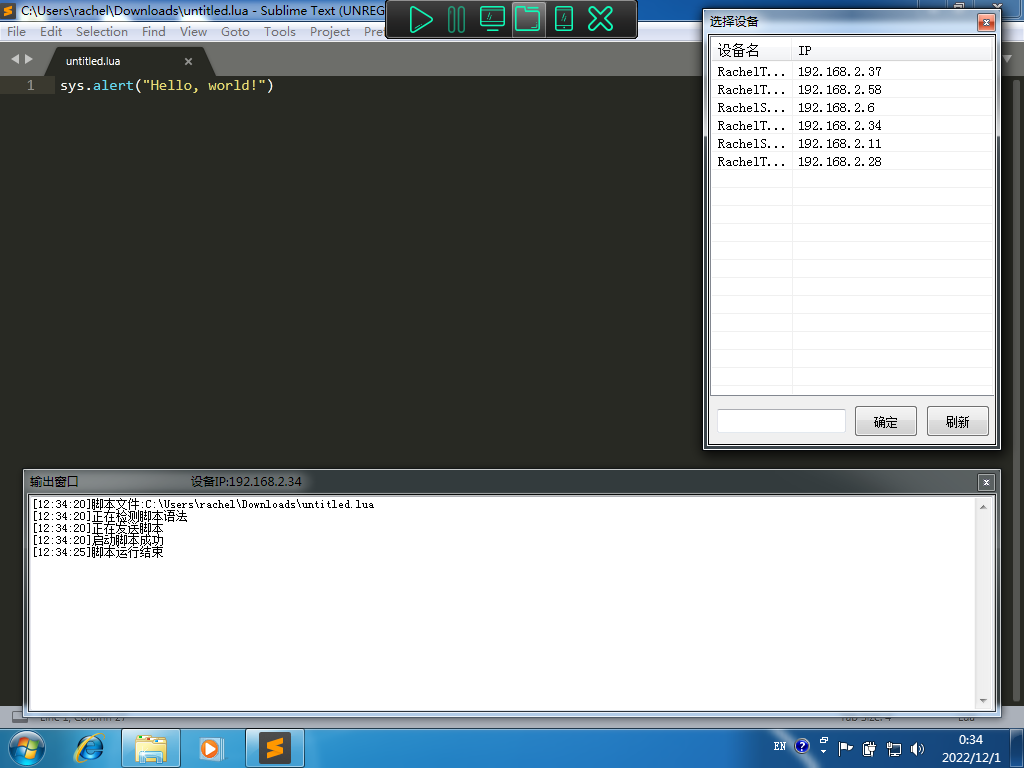 C:\Users\rachel\Downloads\untitled.lua - Sublime Text (UNREG
File Edit Selection Find View Goto Tools Project
untitled.lua
1 sys.alert("Hello, world!")
选择设备
设备名 IP
RachelT... 192.168.2.37
RachelT... 192.168.2.58
RachelS... 192.168.2.6
RachelT... 192.168.2.34
RachelS... 192.168.2.11
RachelT... 192.168.2.28
确定 刷新
输出窗口 设备IP:192.168.2.34
[12:34:20]脚本文件:C:\Users\rachel\Downloads\untitled.lua
[12:34:20]正在检测脚本语法
[12:34:20]正在发送脚本
[12:34:20]启动脚本成功
[12:34:25]脚本运行结束
Line 1, Column 27 Tab Size: 4 Lua
EN 0:34
2022/12/1